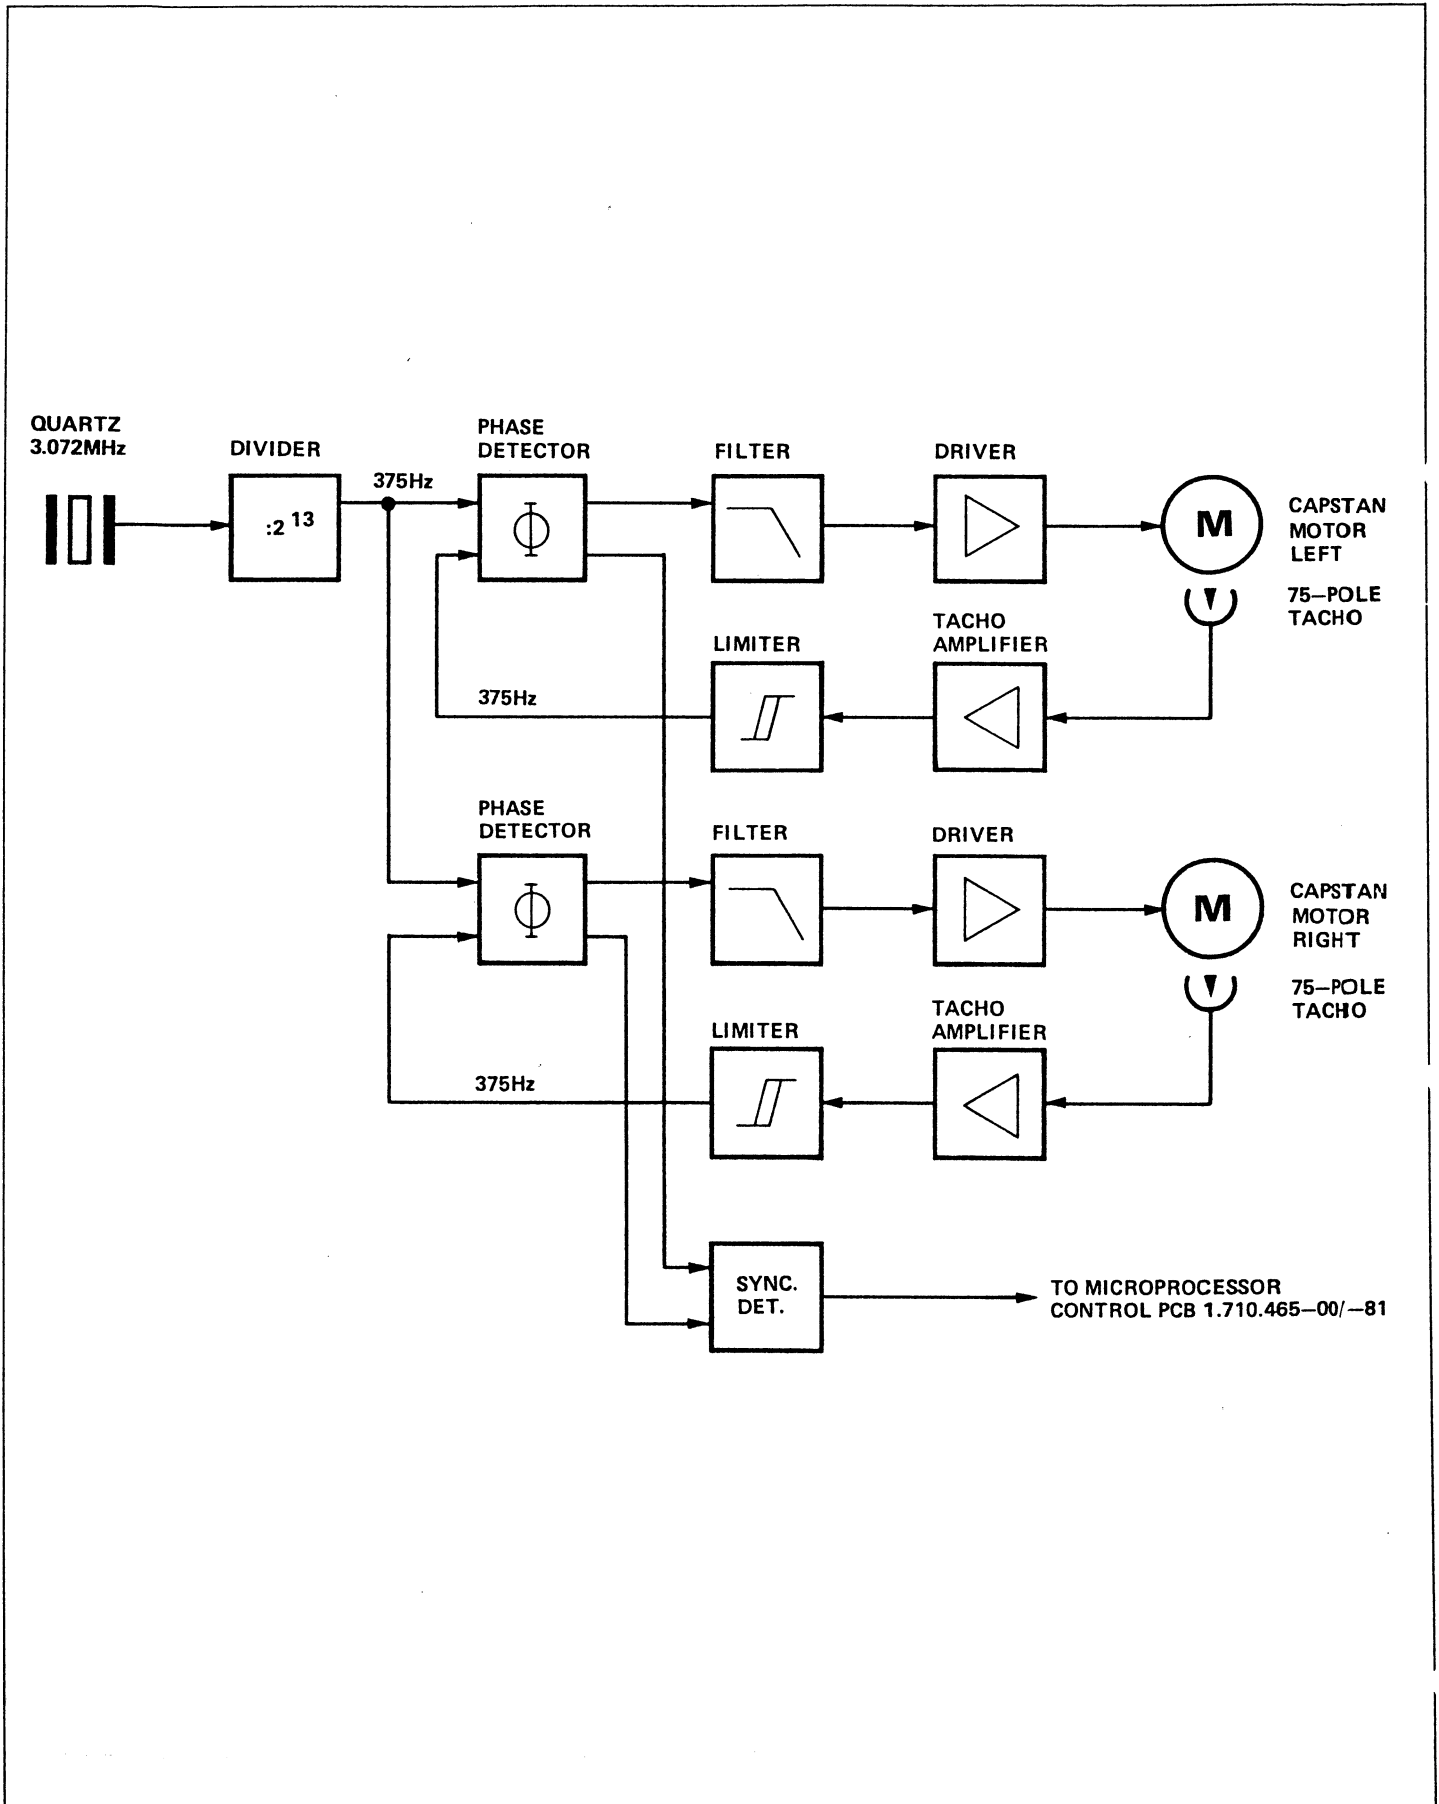 QUARTZ
3.072MHz
DIVIDER
:2 13
375Hz
PHASE
DETECTOR
FILTER
DRIVER
M
CAPSTAN
MOTOR
LEFT
75–POLE
TACHO
TACHO
AMPLIFIER
LIMITER
375Hz
PHASE
DETECTOR
FILTER
DRIVER
M
CAPSTAN
MOTOR
RIGHT
75–POLE
TACHO
TACHO
AMPLIFIER
LIMITER
375Hz
SYNC.
DET.
TO MICROPROCESSOR
CONTROL PCB 1.710.465–00/–81